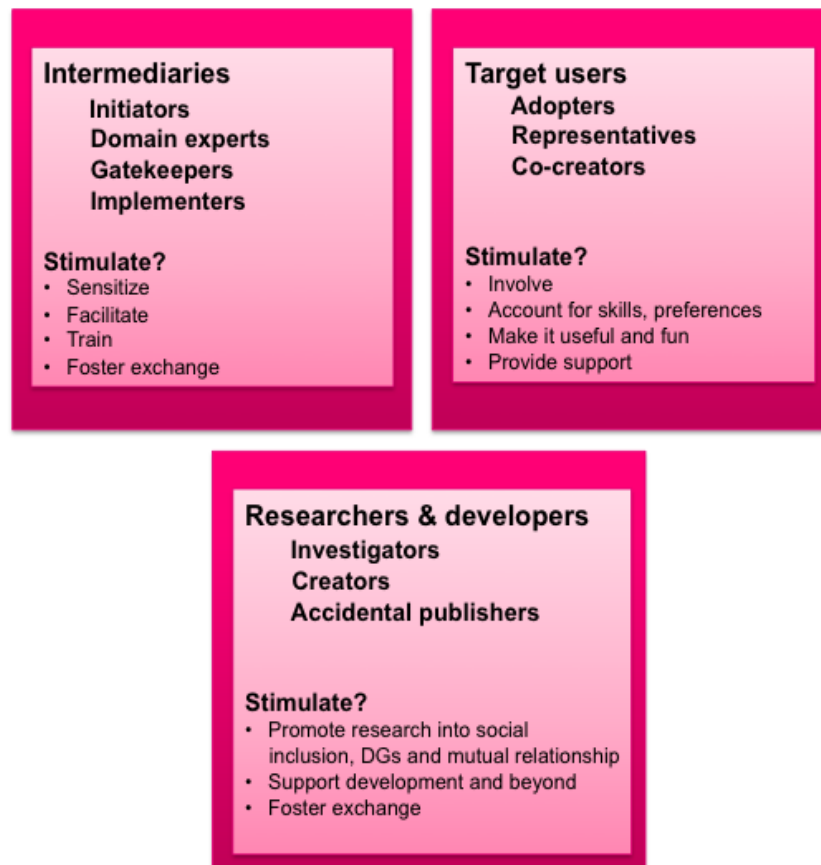 Intermediaries
Initiators
Domain experts
Gatekeepers
Implementers
Stimulate?
• Sensitize
• Facilitate
• Train
• Foster exchange
Target users
Adopters
Representatives
Co-creators
Stimulate?
• Involve
• Account for skills, preferences
• Make it useful and fun
• Provide support
Researchers & developers
Investigators
Creators
Accidental publishers
Stimulate?
• Promote research into social
inclusion, DGs and mutual relationship
• Support development and beyond
• Foster exchange